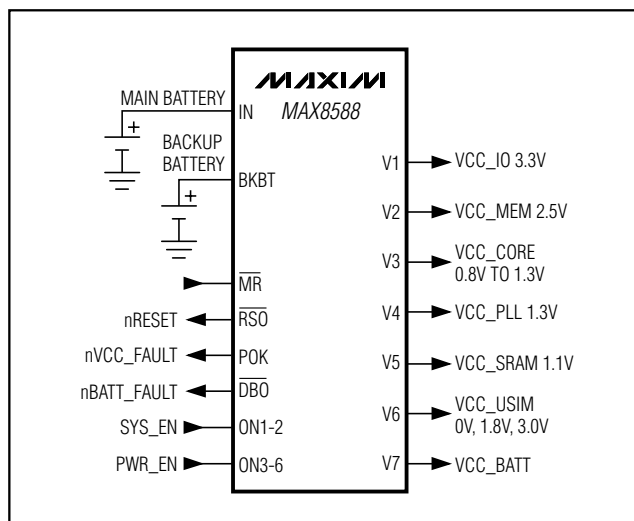 MAXIM
MAX8588
MAIN BATTERY
+
IN
BACKUP
BATTERY
+
BKBT
MR
nRESET
RSO
nVCC_FAULT
POK
nBATT_FAULT
DBO
SYS_EN
ON1-2
PWR_EN
ON3-6
V1
VCC_IO 3.3V
V2
VCC_MEM 2.5V
V3
VCC_CORE
0.8V TO 1.3V
V4
VCC_PLL 1.3V
V5
VCC_SRAM 1.1V
V6
VCC_USIM
0V, 1.8V, 3.0V
V7
VCC_BATT